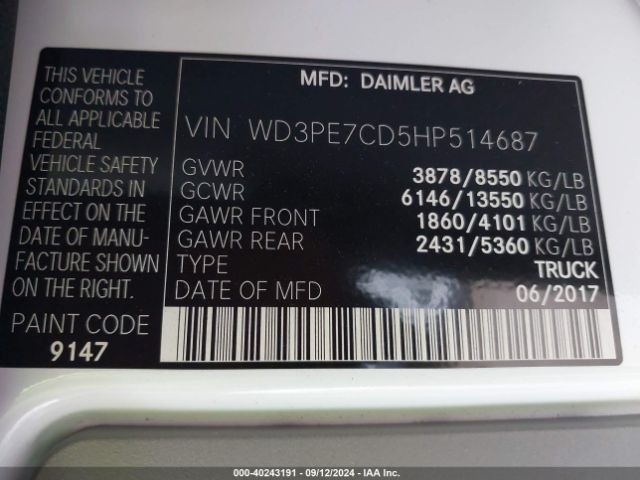 MFD: DAIMLER AG
THIS VEHICLE
CONFORMS TO
ALL APPLICABLE
FEDERAL
VEHICLE SAFETY
STANDARDS IN
EFFECT ON THE
DATE OF MANU-
FACTURE SHOWN
ON THE RIGHT.
PAINT CODE
9147
VIN WD3PE7CD5HP514687
GVWR 3878/8550 KG/LB
GCWR 6146/13550 KG/LB
GAWR FRONT 1860/4101 KG/LB
GAWR REAR 2431/5360 KG/LB
TYPE TRUCK
DATE OF MFD 06/2017
000-40243191 - 09/12/2024 - IAA Inc.